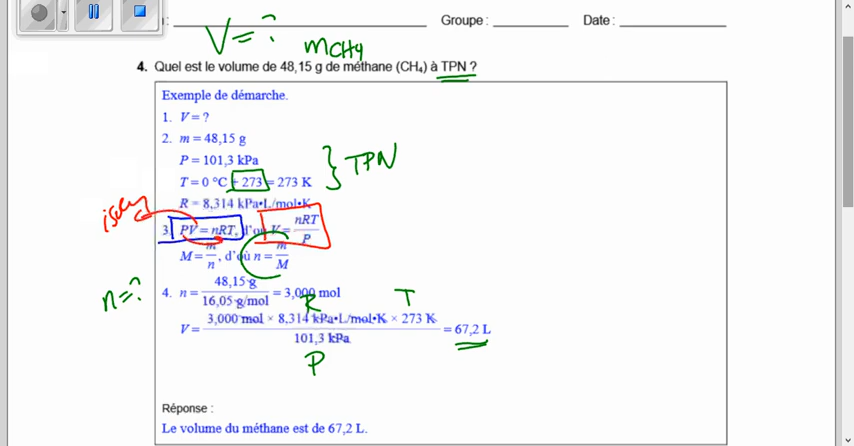 : Groupe : Date :
V = ?
mCH4
4. Quel est le volume de 48,15 g de méthane (CH₄) à TPN ?
Exemple de démarche.
1. V = ?
2. m = 48,15 g
P = 101,3 kPa
T = 0 °C + 273 = 273 K
} TPN
R = 8,314 kPa•L/mol•K
3. PV = nRT, d'où V = nRT / P
M = m / n, d'où n = m / M
n = ?
4. n = 48,15 g / 16,05 g/mol = 3,000 mol
R T
V = 3,000 mol × 8,314 kPa•L/mol•K × 273 K / 101,3 kPa = 67,2 L
P
Réponse :
Le volume du méthane est de 67,2 L.